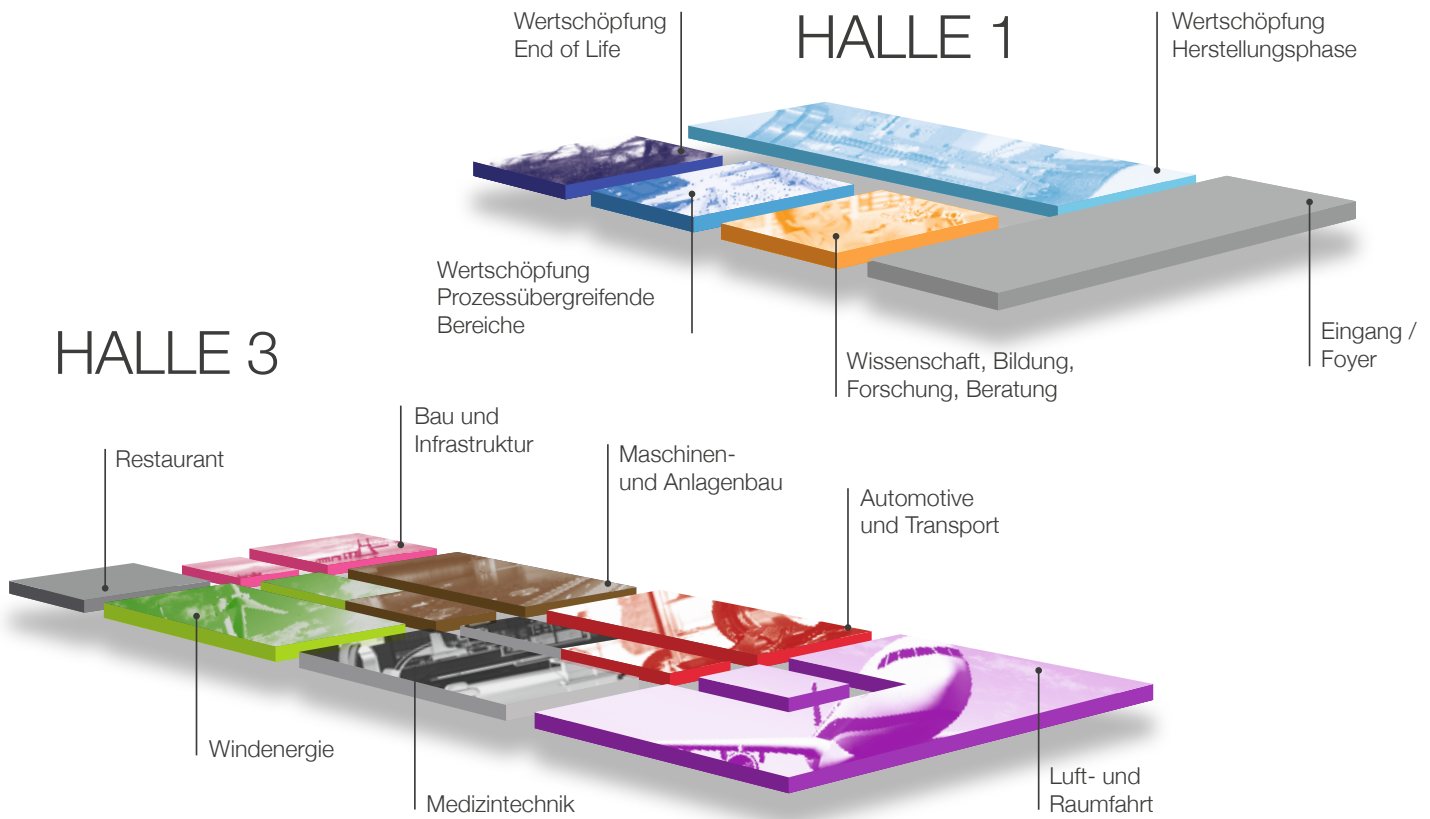 Wertschöpfung
End of Life
HALLE 1
Wertschöpfung
Herstellungsphase
Wertschöpfung
Prozessübergreifende
Bereiche
Wissenschaft, Bildung,
Forschung, Beratung
Eingang /
Foyer
HALLE 3
Restaurant
Bau und
Infrastruktur
Maschinen-
und Anlagenbau
Automotive
und Transport
Windenergie
Medizintechnik
Luft- und
Raumfahrt